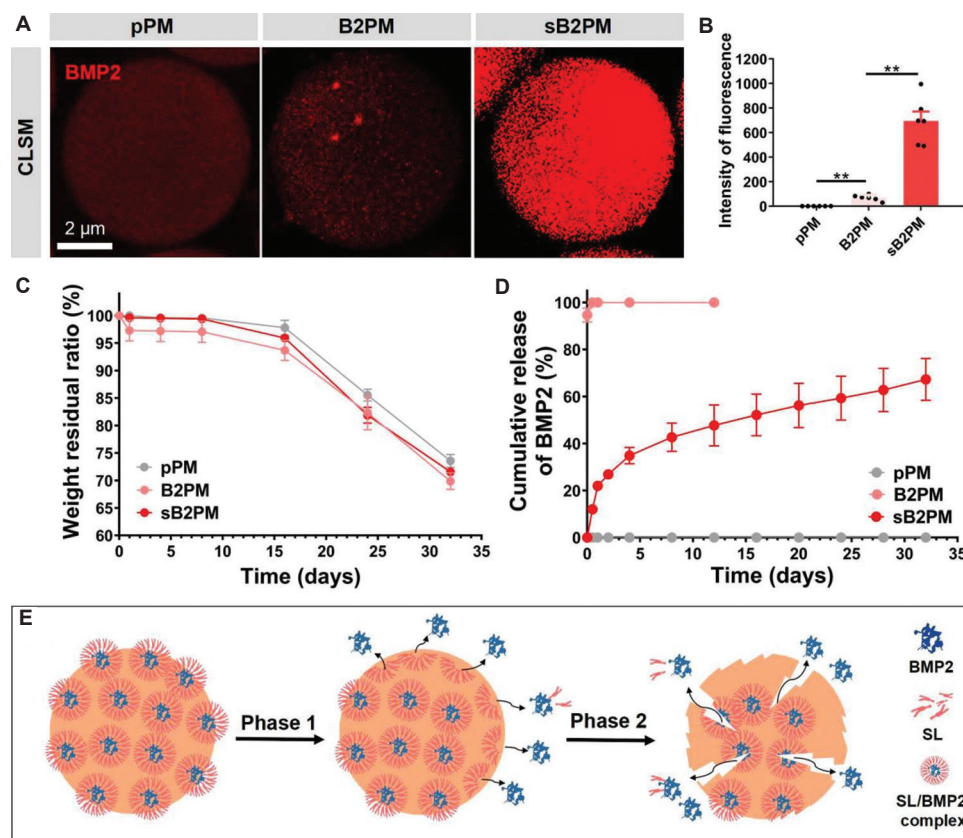 A
pPM
B2PM
sB2PM
CLSM
BMP2
2 μm
B
Intensity of fluorescence
1200
1000
800
600
400
200
0
**
**
pPM
B2PM
sB2PM
C
Weight residual ratio (%)
100
95
90
85
80
75
70
65
60
pPM
B2PM
sB2PM
0 5 10 15 20 25 30 35
Time (days)
D
Cumulative release
of BMP2 (%)
100
80
60
40
20
0
pPM
B2PM
sB2PM
0 5 10 15 20 25 30 35
Time (days)
E
Phase 1
Phase 2
BMP2
SL
SL/BMP2
complex